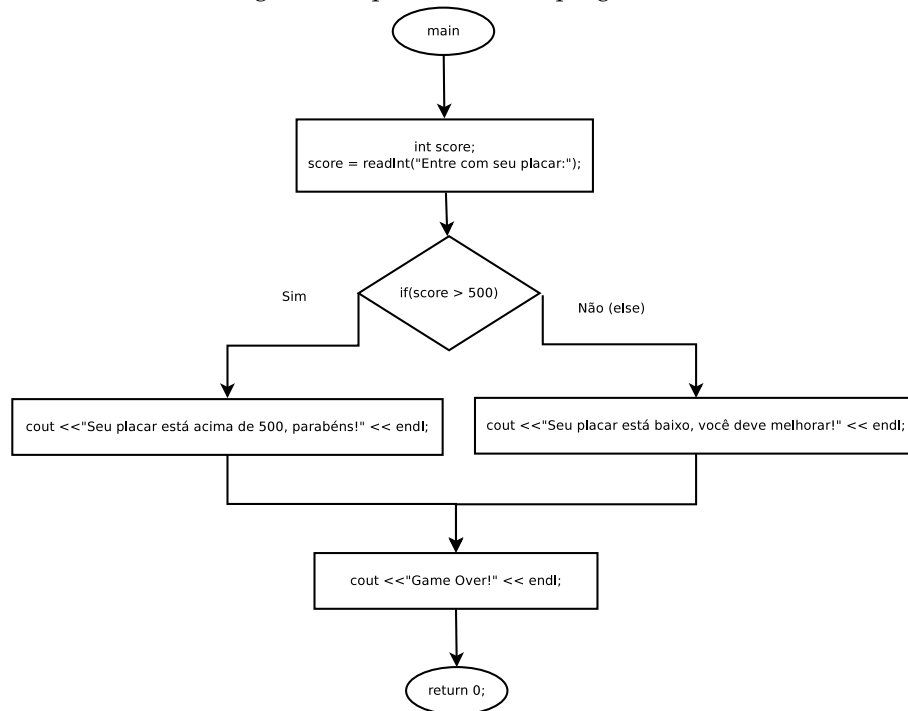 main
int score;
score = readInt("Entre com seu placar:");
if(score > 500)
Sim
Não (else)
cout <<"Seu placar está acima de 500, parabéns!" << endl;
cout <<"Seu placar está baixo, você deve melhorar!" << endl;
cout <<"Game Over!" << endl;
return 0;